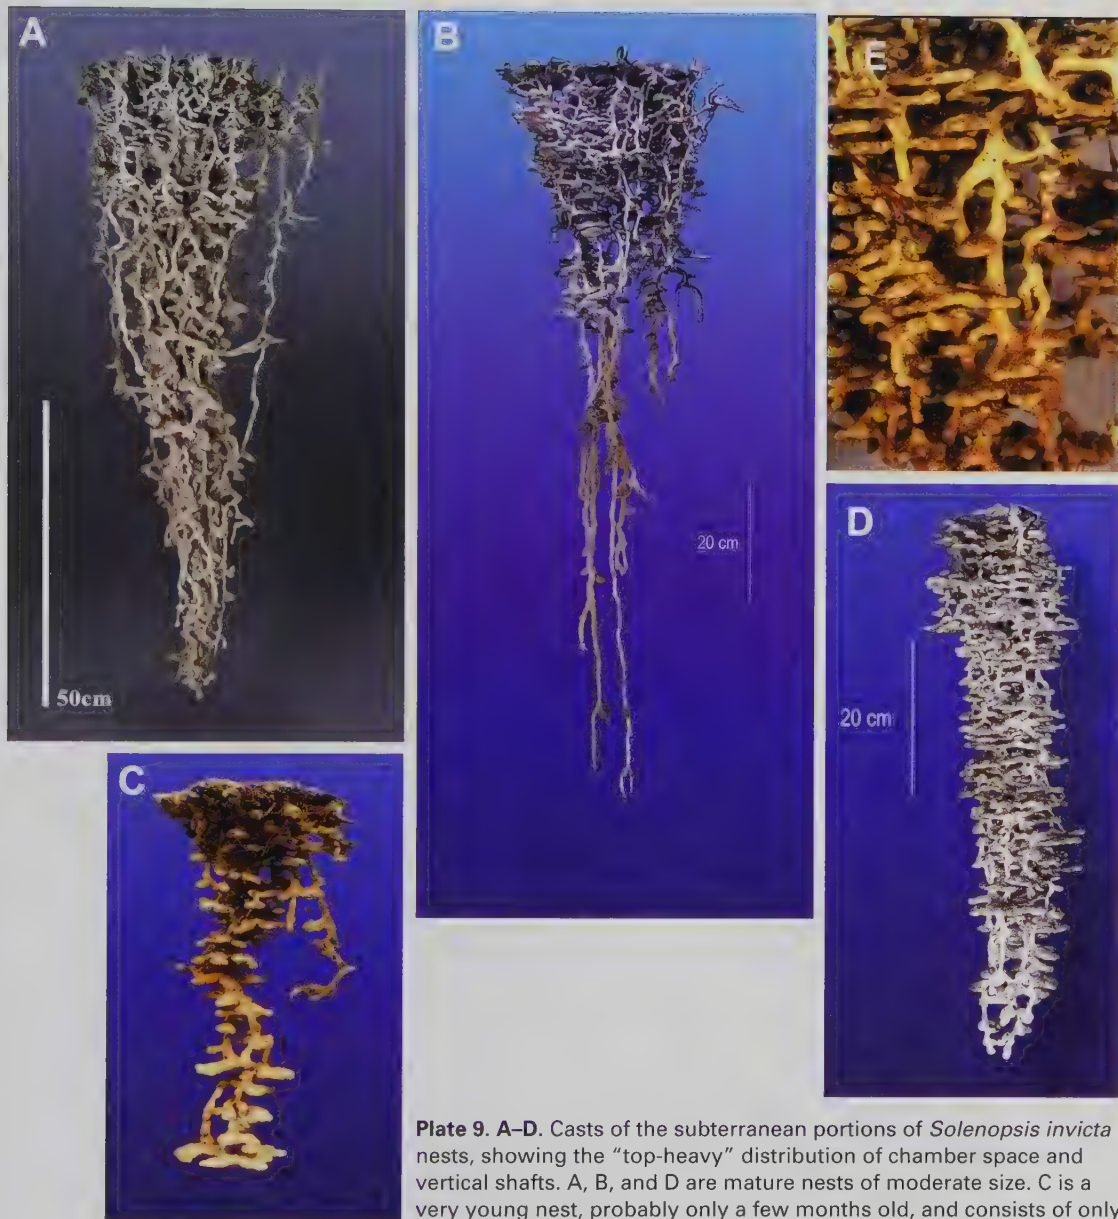 A
B
E
20 cm
D
20 cm
50cm
C
Plate 9. A–D. Casts of the subterranean portions of Solenopsis invicta
nests, showing the "top-heavy" distribution of chamber space and
vertical shafts. A, B, and D are mature nests of moderate size. C is a
very young nest, probably only a few months old, and consists of only